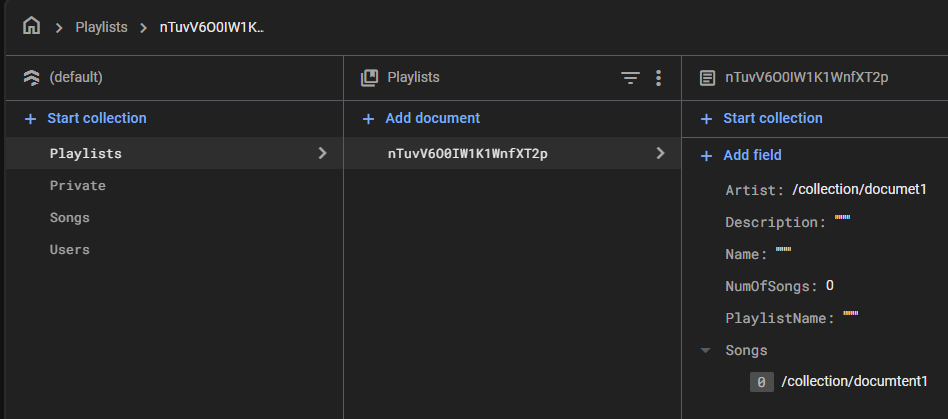 Playlists nTuvV6O0IW1K...
(default)
Start collection
Playlists
Private
Songs
Users
Playlists
Add document
nTuvV6O0IW1K1WnfXT2p
nTuvV6O0IW1K1WnfXT2p
Start collection
Add field
Artist: /collection/documet1
Description: """"
Name: """"
NumOfSongs: 0
PlaylistName: """"
Songs
0 /collection/documtent1